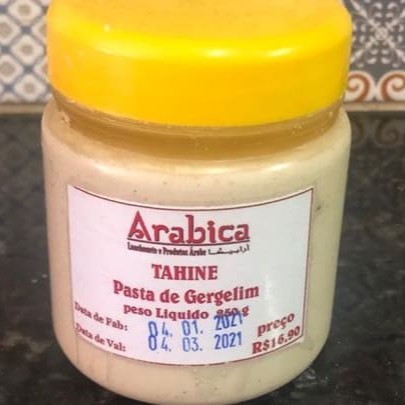 Arabica
Lanchonete e Produtos Árabe
TAHINE
Pasta de Gergelim
peso Liquido 250 g
Data de Fab: 04. 01. 2021
Data de Val: 04. 03. 2021
preço
R$16,90